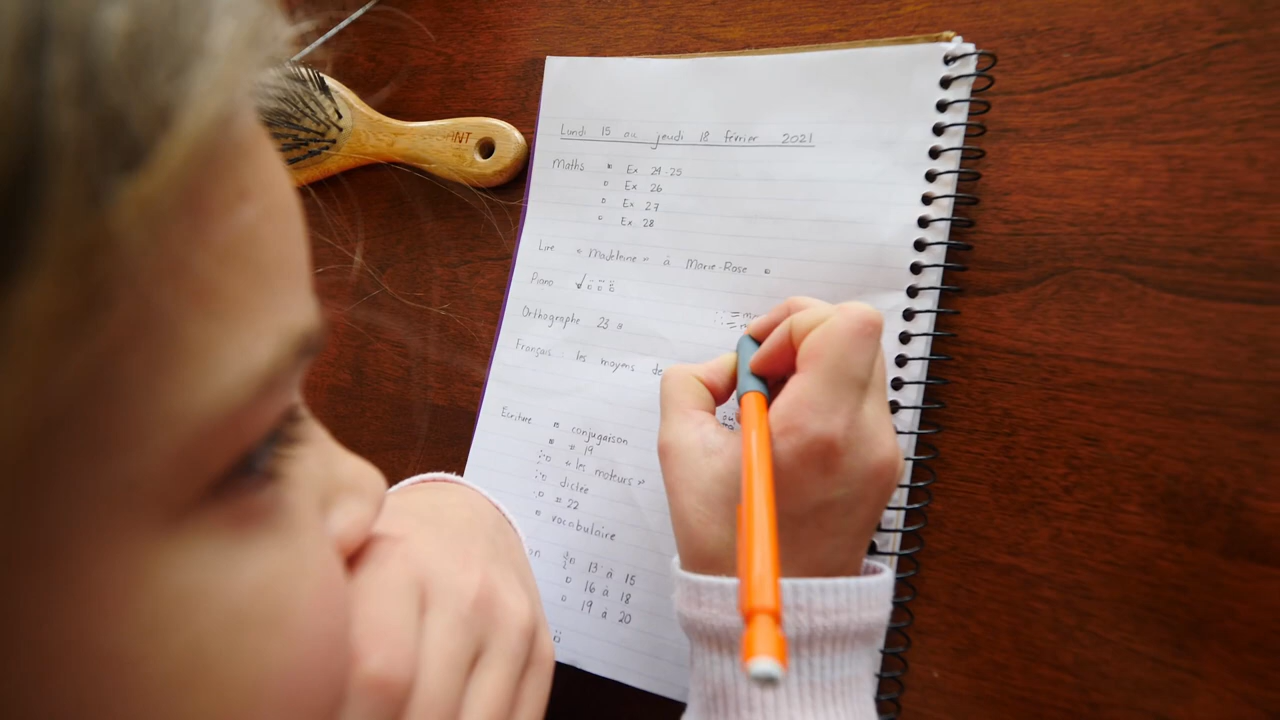 ANT
Lundi 15 au jeudi 18 février 2021
Maths Ex 24-25
Ex 26
Ex 27
Ex 28
Lire « Madeleine » à Marie-Rose
Piano
Orthographe 23
Français les moyens de
Écriture conjugaison
# 19
« les moteurs »
dictée
# 22
vocabulaire
13 à 15
16 à 18
19 à 20